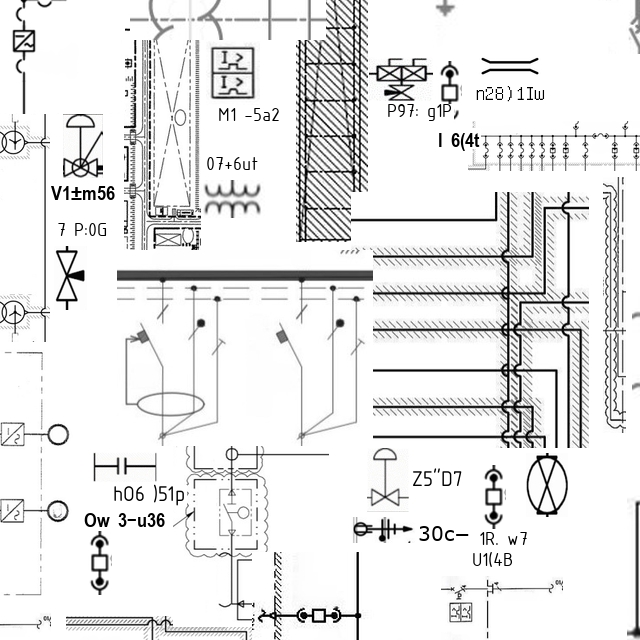 n28)1Iw
P97: g1P,
M1 -5a2
I 6(4t
07+6ut
V1±m56
7 P:0G
Z5"D7
h06 )51p
Ow 3-u36
30c–
1R. w7
U1(4B